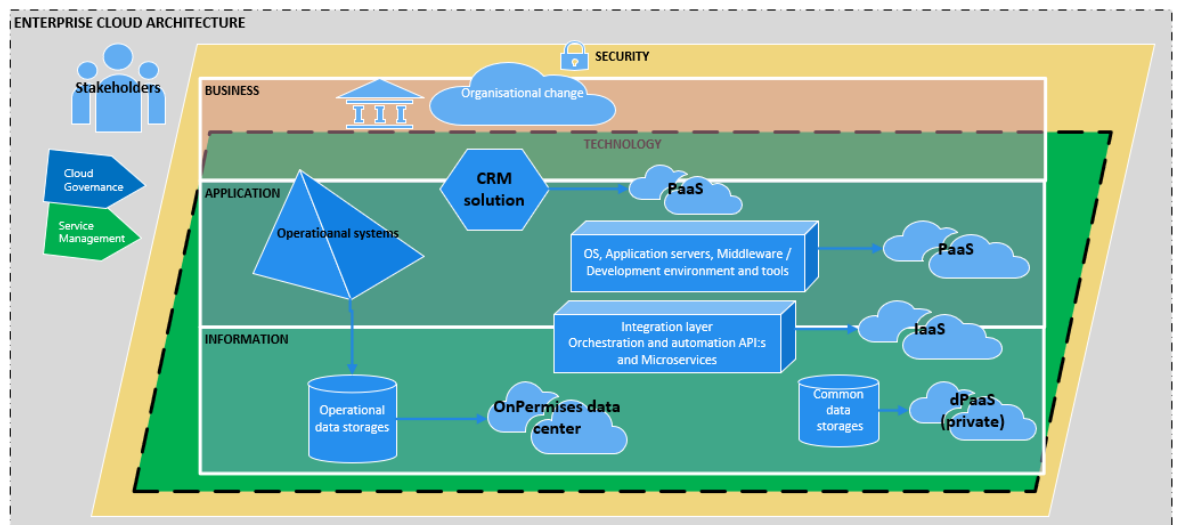 ENTERPRISE CLOUD ARCHITECTURE
Stakeholders
SECURITY
BUSINESS
Organisational change
TECHNOLOGY
Cloud
Governance
Service
Management
APPLICATION
CRM
solution
PaaS
Operatioanal systems
OS, Application servers, Middleware /
Development environment and tools
PaaS
INFORMATION
Integration layer
Orchestration and automation API:s
and Microservices
IaaS
Operational
data storages
OnPermises data
center
Common
data
storages
dPaaS
(private)